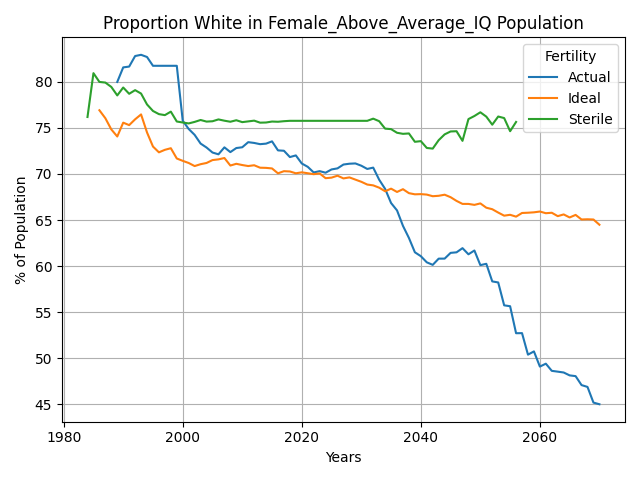 Proportion White in Female_Above_Average_IQ Population
Fertility
Actual
Ideal
Sterile
% of Population
80
75
70
65
60
55
50
45
1980
2000
2020
2040
2060
Years